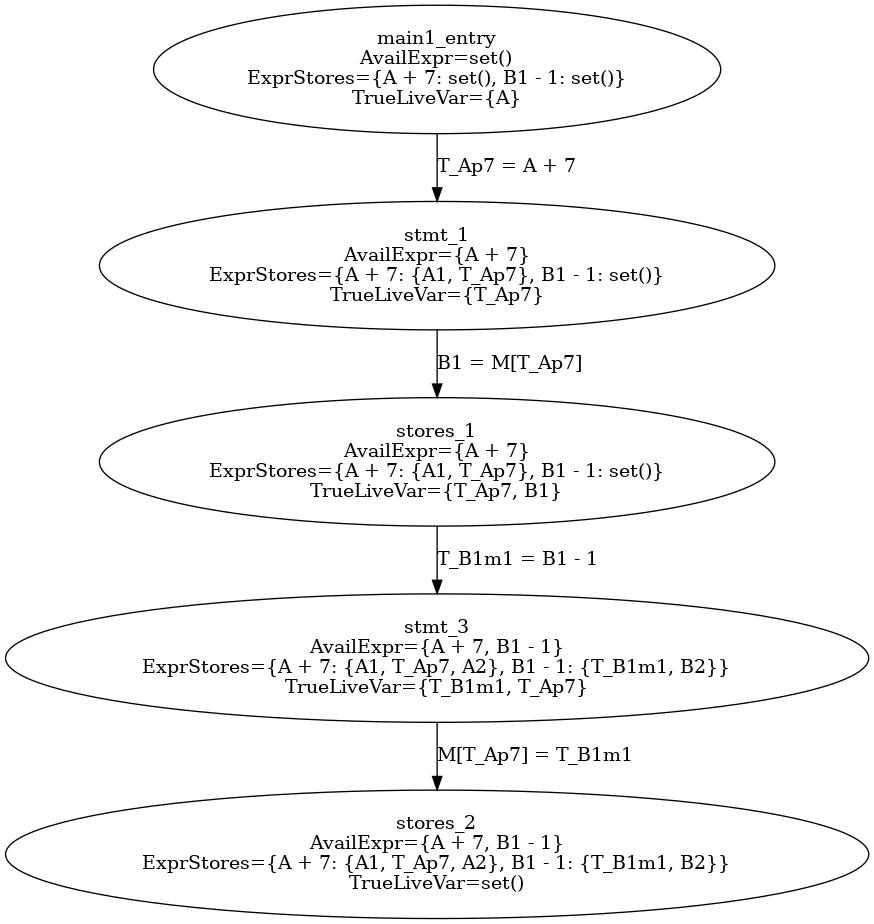 main1_entry
AvailExpr=set()
ExprStores={A + 7: set(), B1 - 1: set()}
TrueLiveVar={A}
T_Ap7 = A + 7
stmt_1
AvailExpr={A + 7}
ExprStores={A + 7: {A1, T_Ap7}, B1 - 1: set()}
TrueLiveVar={T_Ap7}
B1 = M[T_Ap7]
stores_1
AvailExpr={A + 7}
ExprStores={A + 7: {A1, T_Ap7}, B1 - 1: set()}
TrueLiveVar={T_Ap7, B1}
T_B1m1 = B1 - 1
stmt_3
AvailExpr={A + 7, B1 - 1}
ExprStores={A + 7: {A1, T_Ap7, A2}, B1 - 1: {T_B1m1, B2}}
TrueLiveVar={T_B1m1, T_Ap7}
M[T_Ap7] = T_B1m1
stores_2
AvailExpr={A + 7, B1 - 1}
ExprStores={A + 7: {A1, T_Ap7, A2}, B1 - 1: {T_B1m1, B2}}
TrueLiveVar=set()